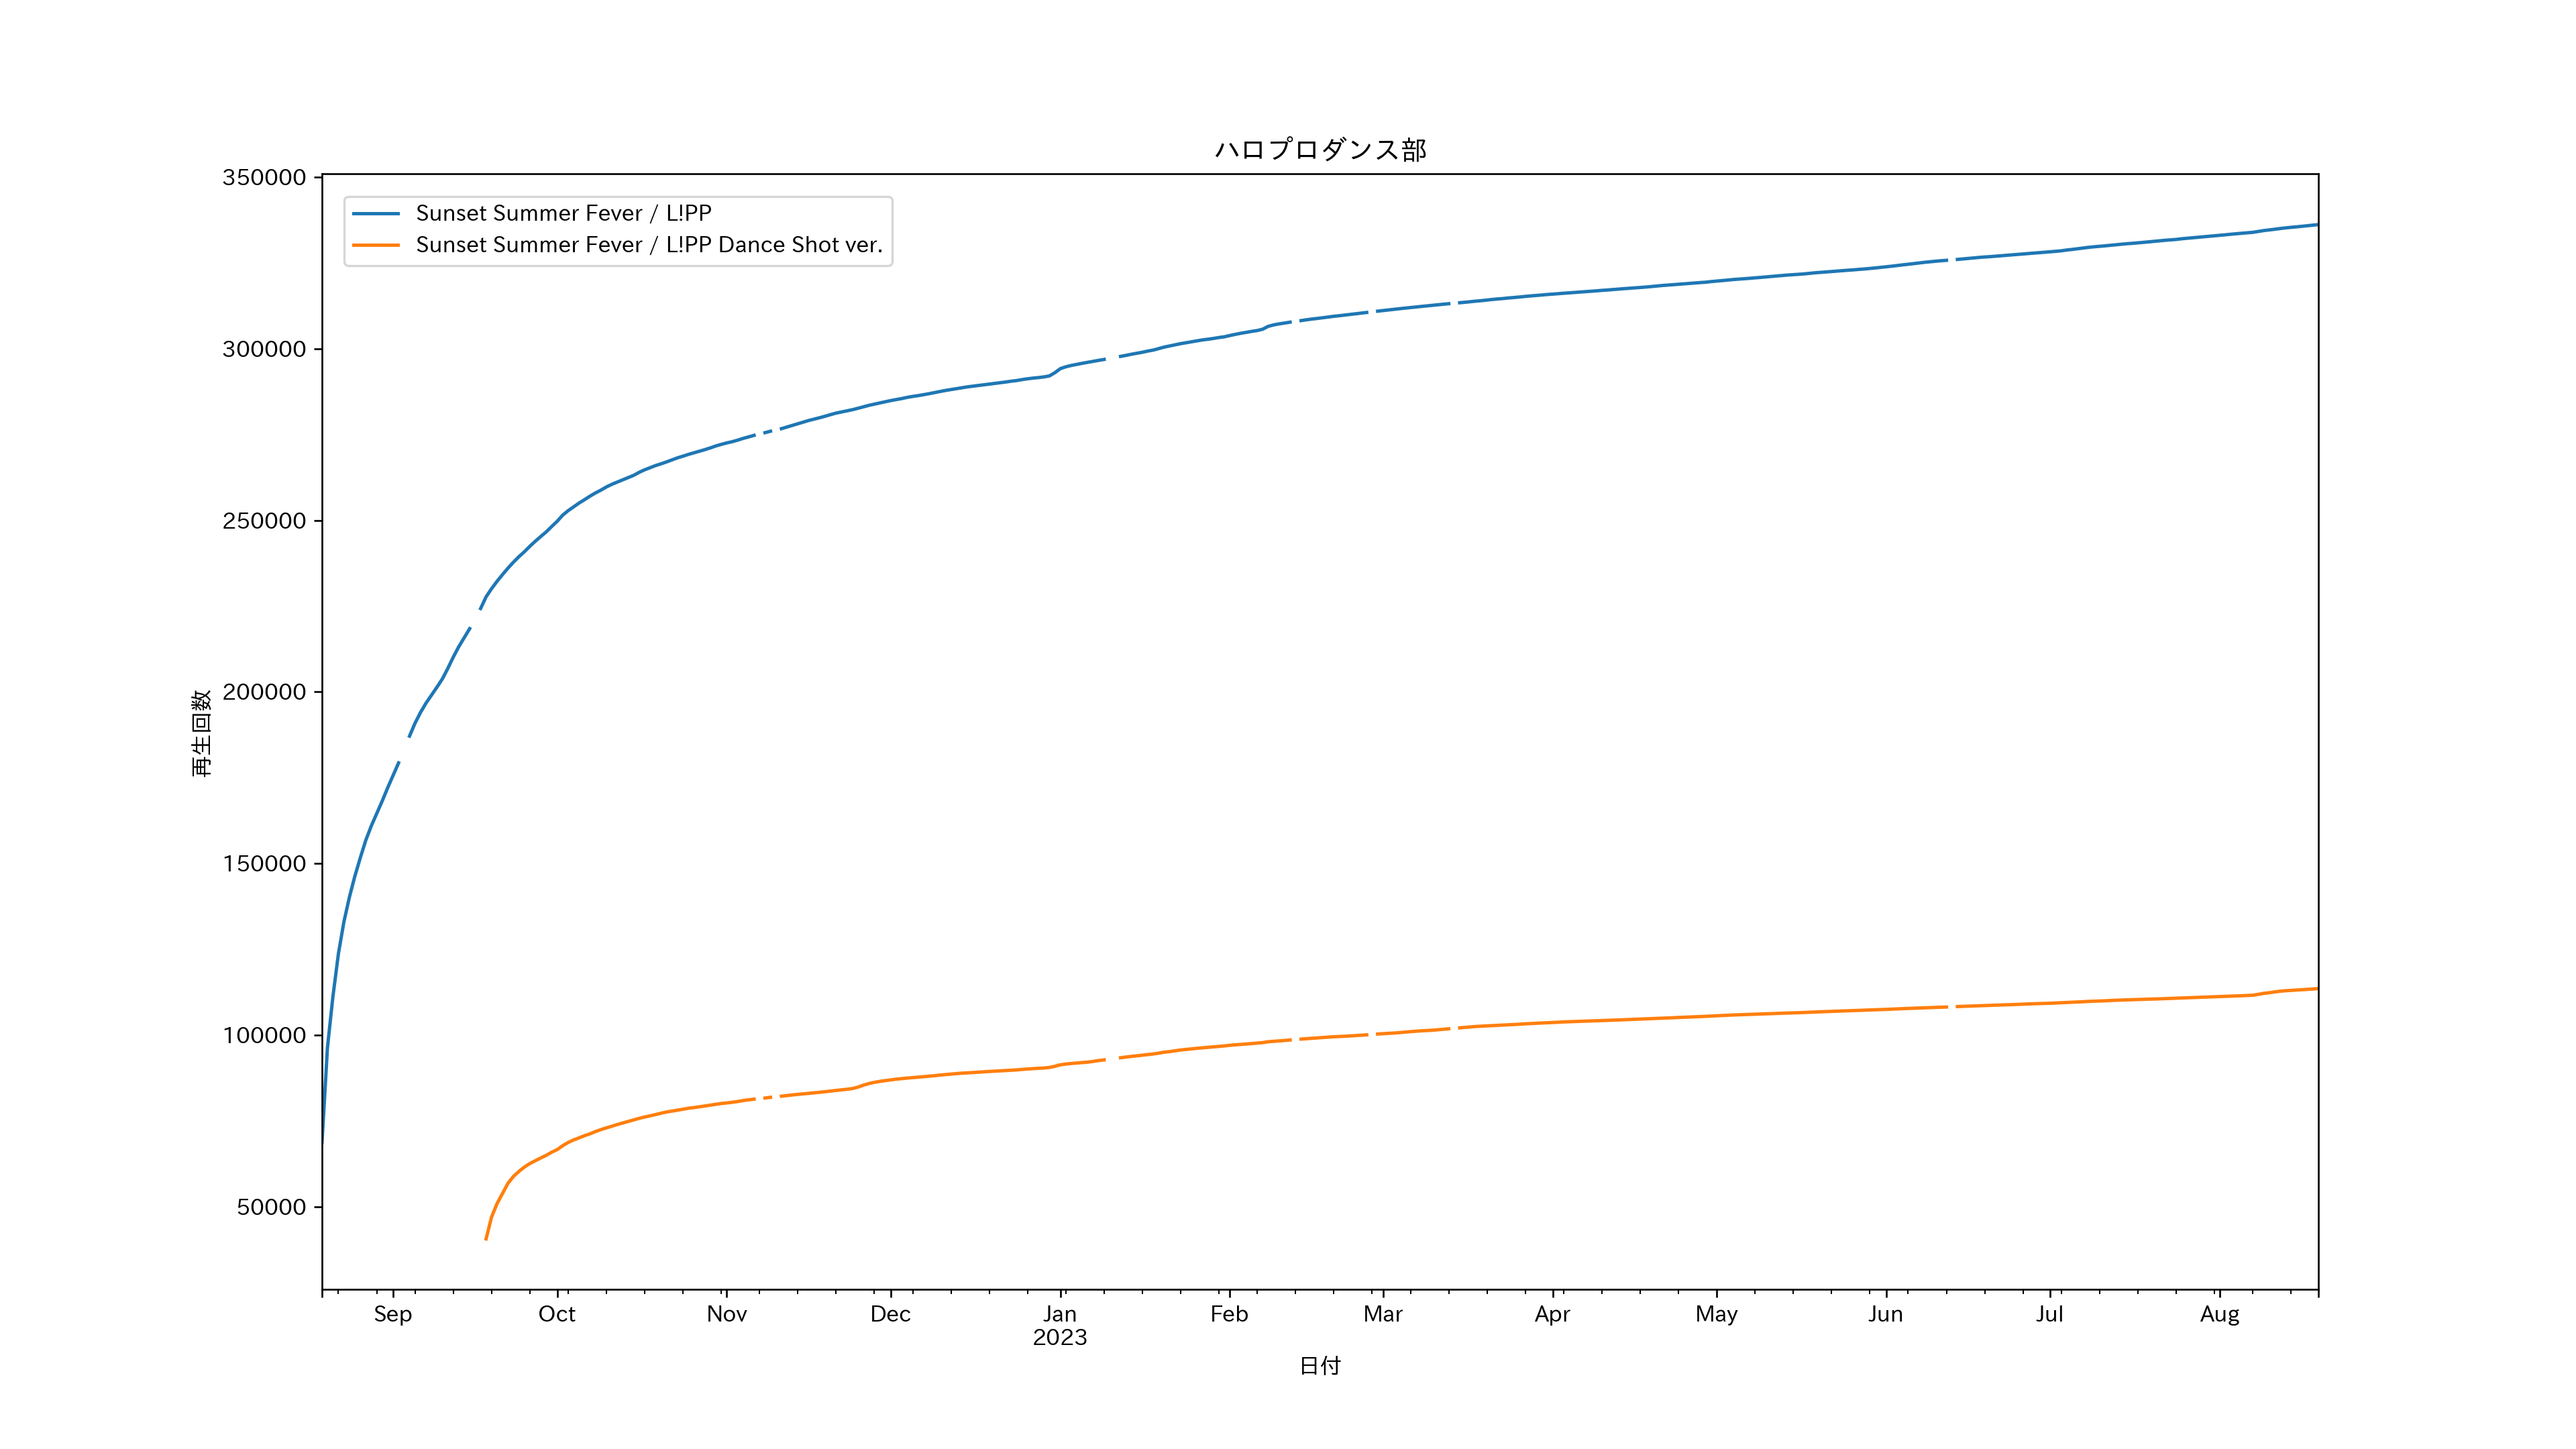 ハロプロダンス部
350000
300000
250000
200000
150000
100000
50000
再生回数
Sunset Summer Fever / L!PP
Sunset Summer Fever / L!PP Dance Shot ver.
Sep Oct Nov Dec Jan Feb Mar Apr May Jun Jul Aug
2023
日付